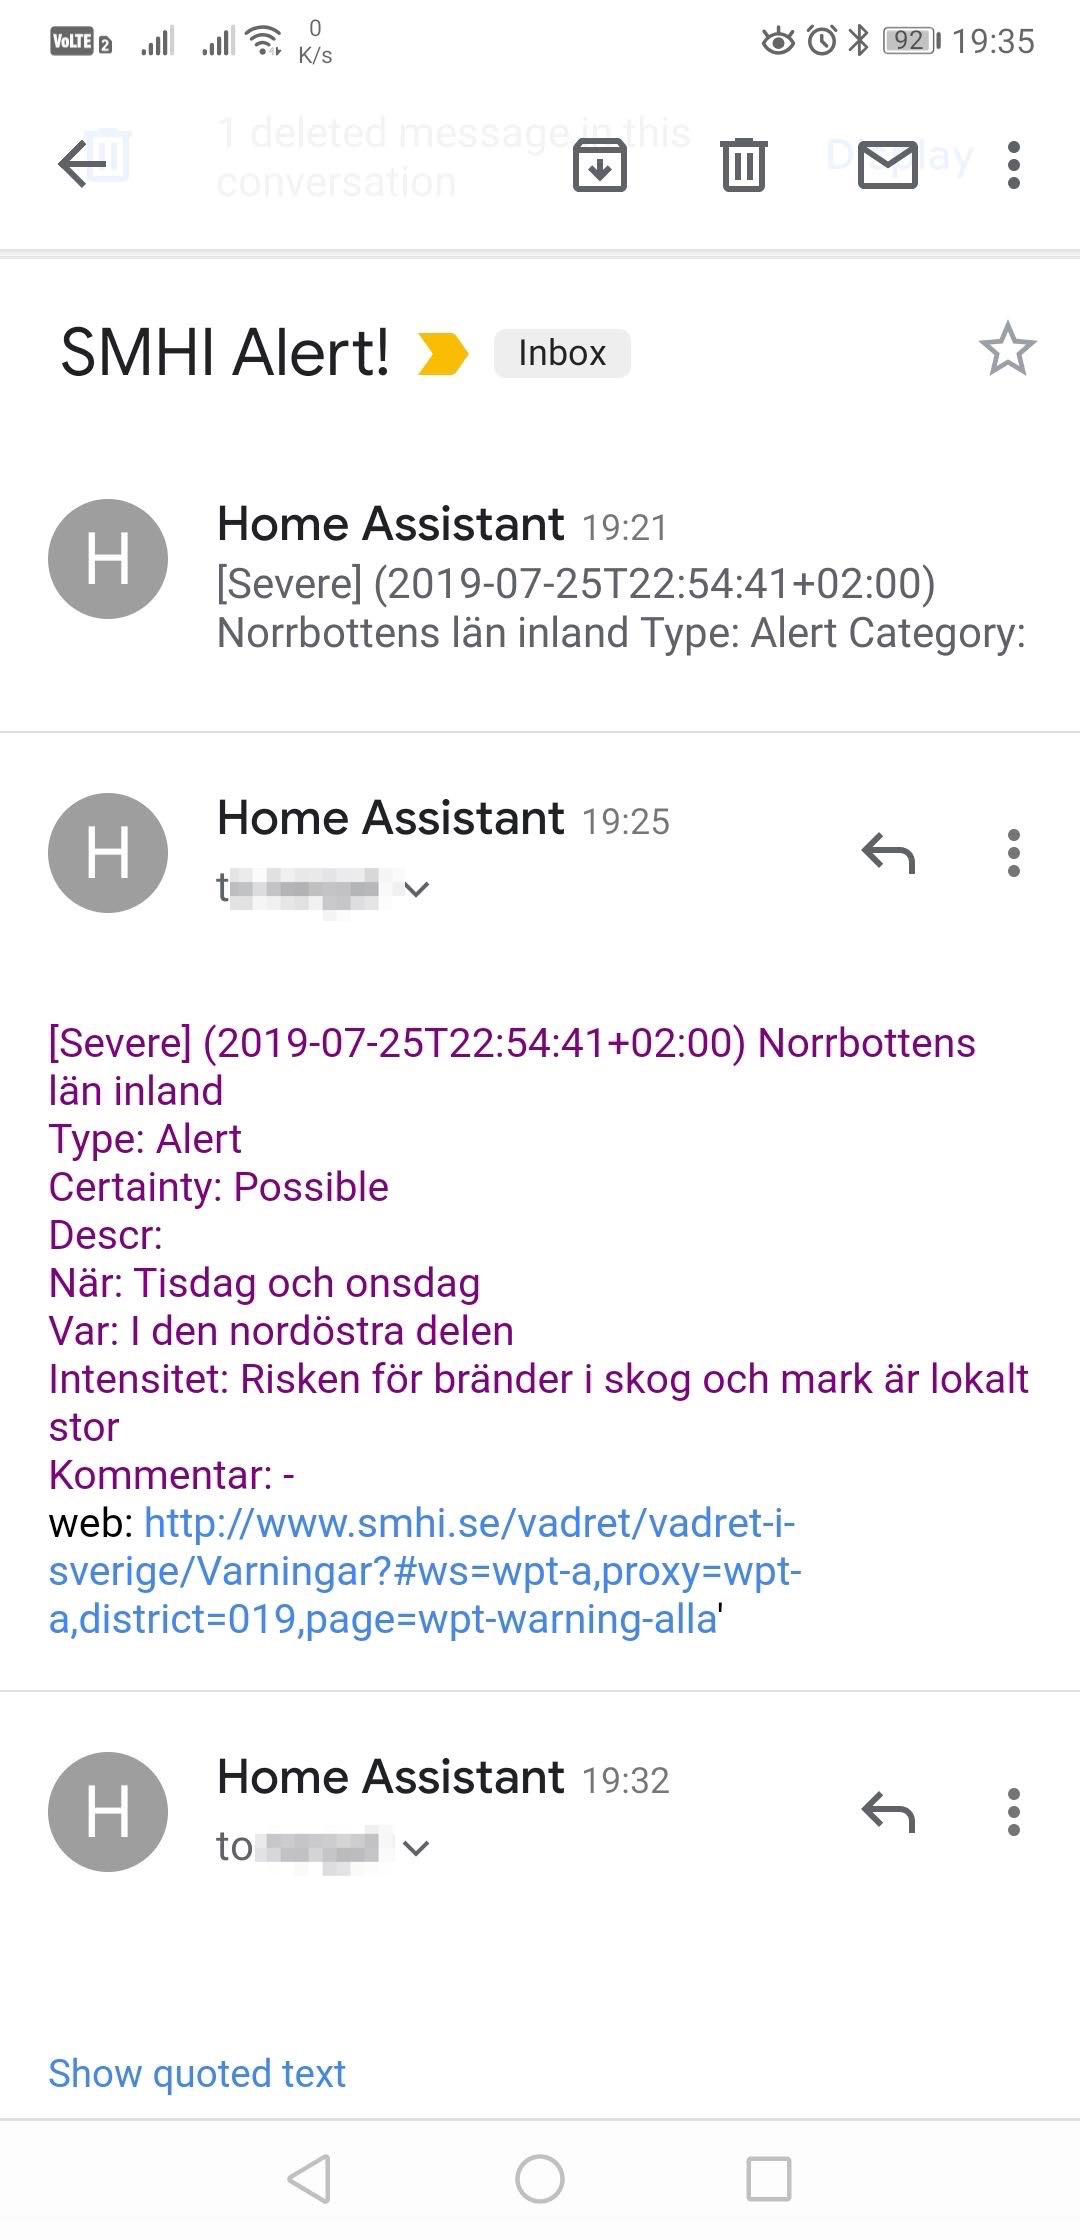 VoLTE 2 0 K/s 92 19:35
1 deleted message in this
conversation
SMHI Alert! Inbox
H Home Assistant 19:21
[Severe] (2019-07-25T22:54:41+02:00)
Norrbottens län inland Type: Alert Category:
H Home Assistant 19:25
[Severe] (2019-07-25T22:54:41+02:00) Norrbottens
län inland
Type: Alert
Certainty: Possible
Descr:
När: Tisdag och onsdag
Var: I den nordöstra delen
Intensitet: Risken för bränder i skog och mark är lokalt
stor
Kommentar: -
web: http://www.smhi.se/vadret/vadret-i-
sverige/Varningar?#ws=wpt-a,proxy=wpt-
a,district=019,page=wpt-warning-alla'
H Home Assistant 19:32
to
Show quoted text